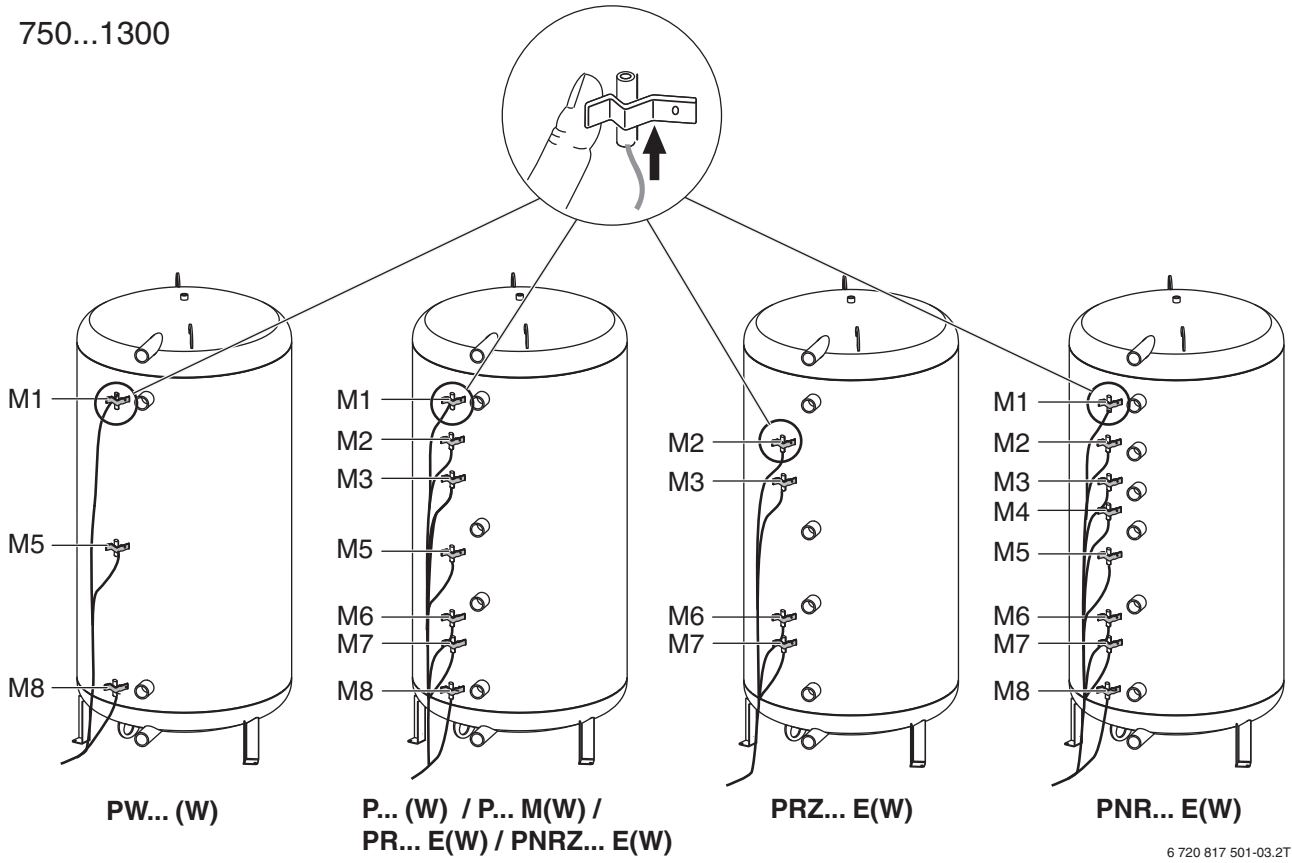 750...1300
M1
M5
M8
PW... (W)
M1
M2
M3
M5
M6
M7
M8
P... (W) / P... M(W) /
PR... E(W) / PNRZ... E(W)
M2
M3
M6
M7
PRZ... E(W)
M1
M2
M3
M4
M5
M6
M7
M8
PNR... E(W)
6 720 817 501-03.2T